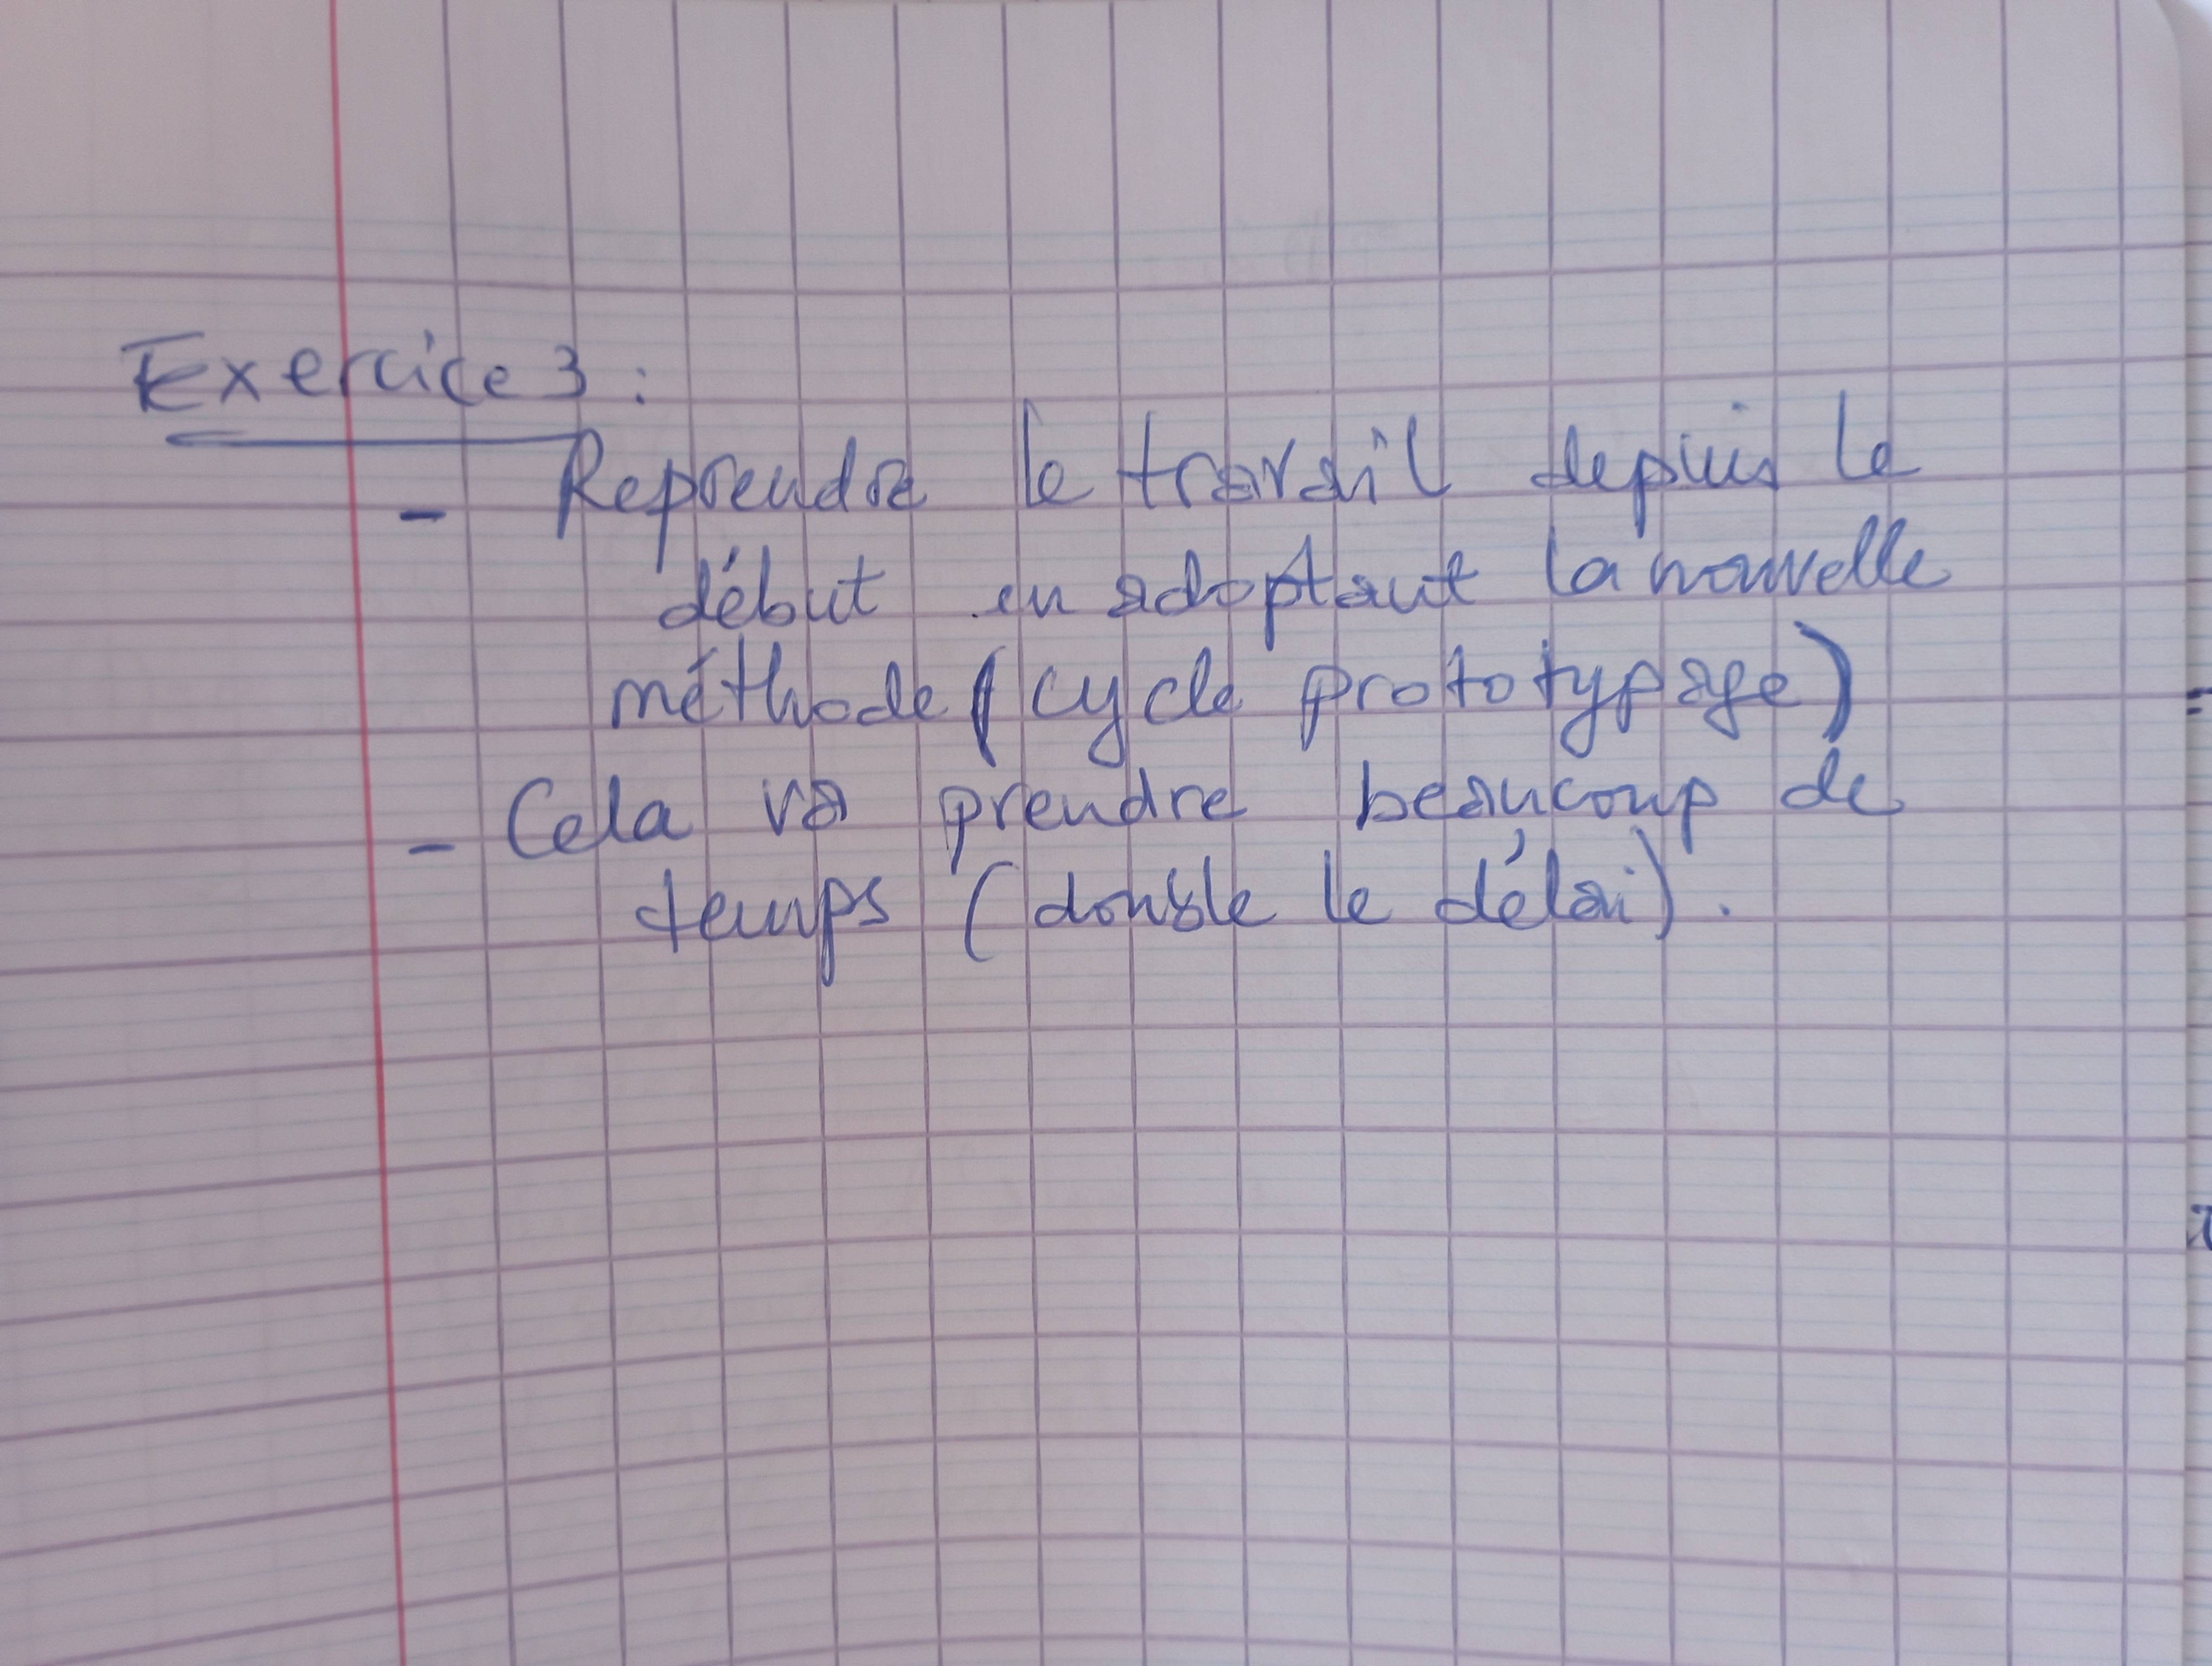 Exercice 3 :
- Reprendre le travail depuis le
début en adoptant la nouvelle
méthode (cycle prototypage)
- Cela va prendre beaucoup de
temps (double le délai).